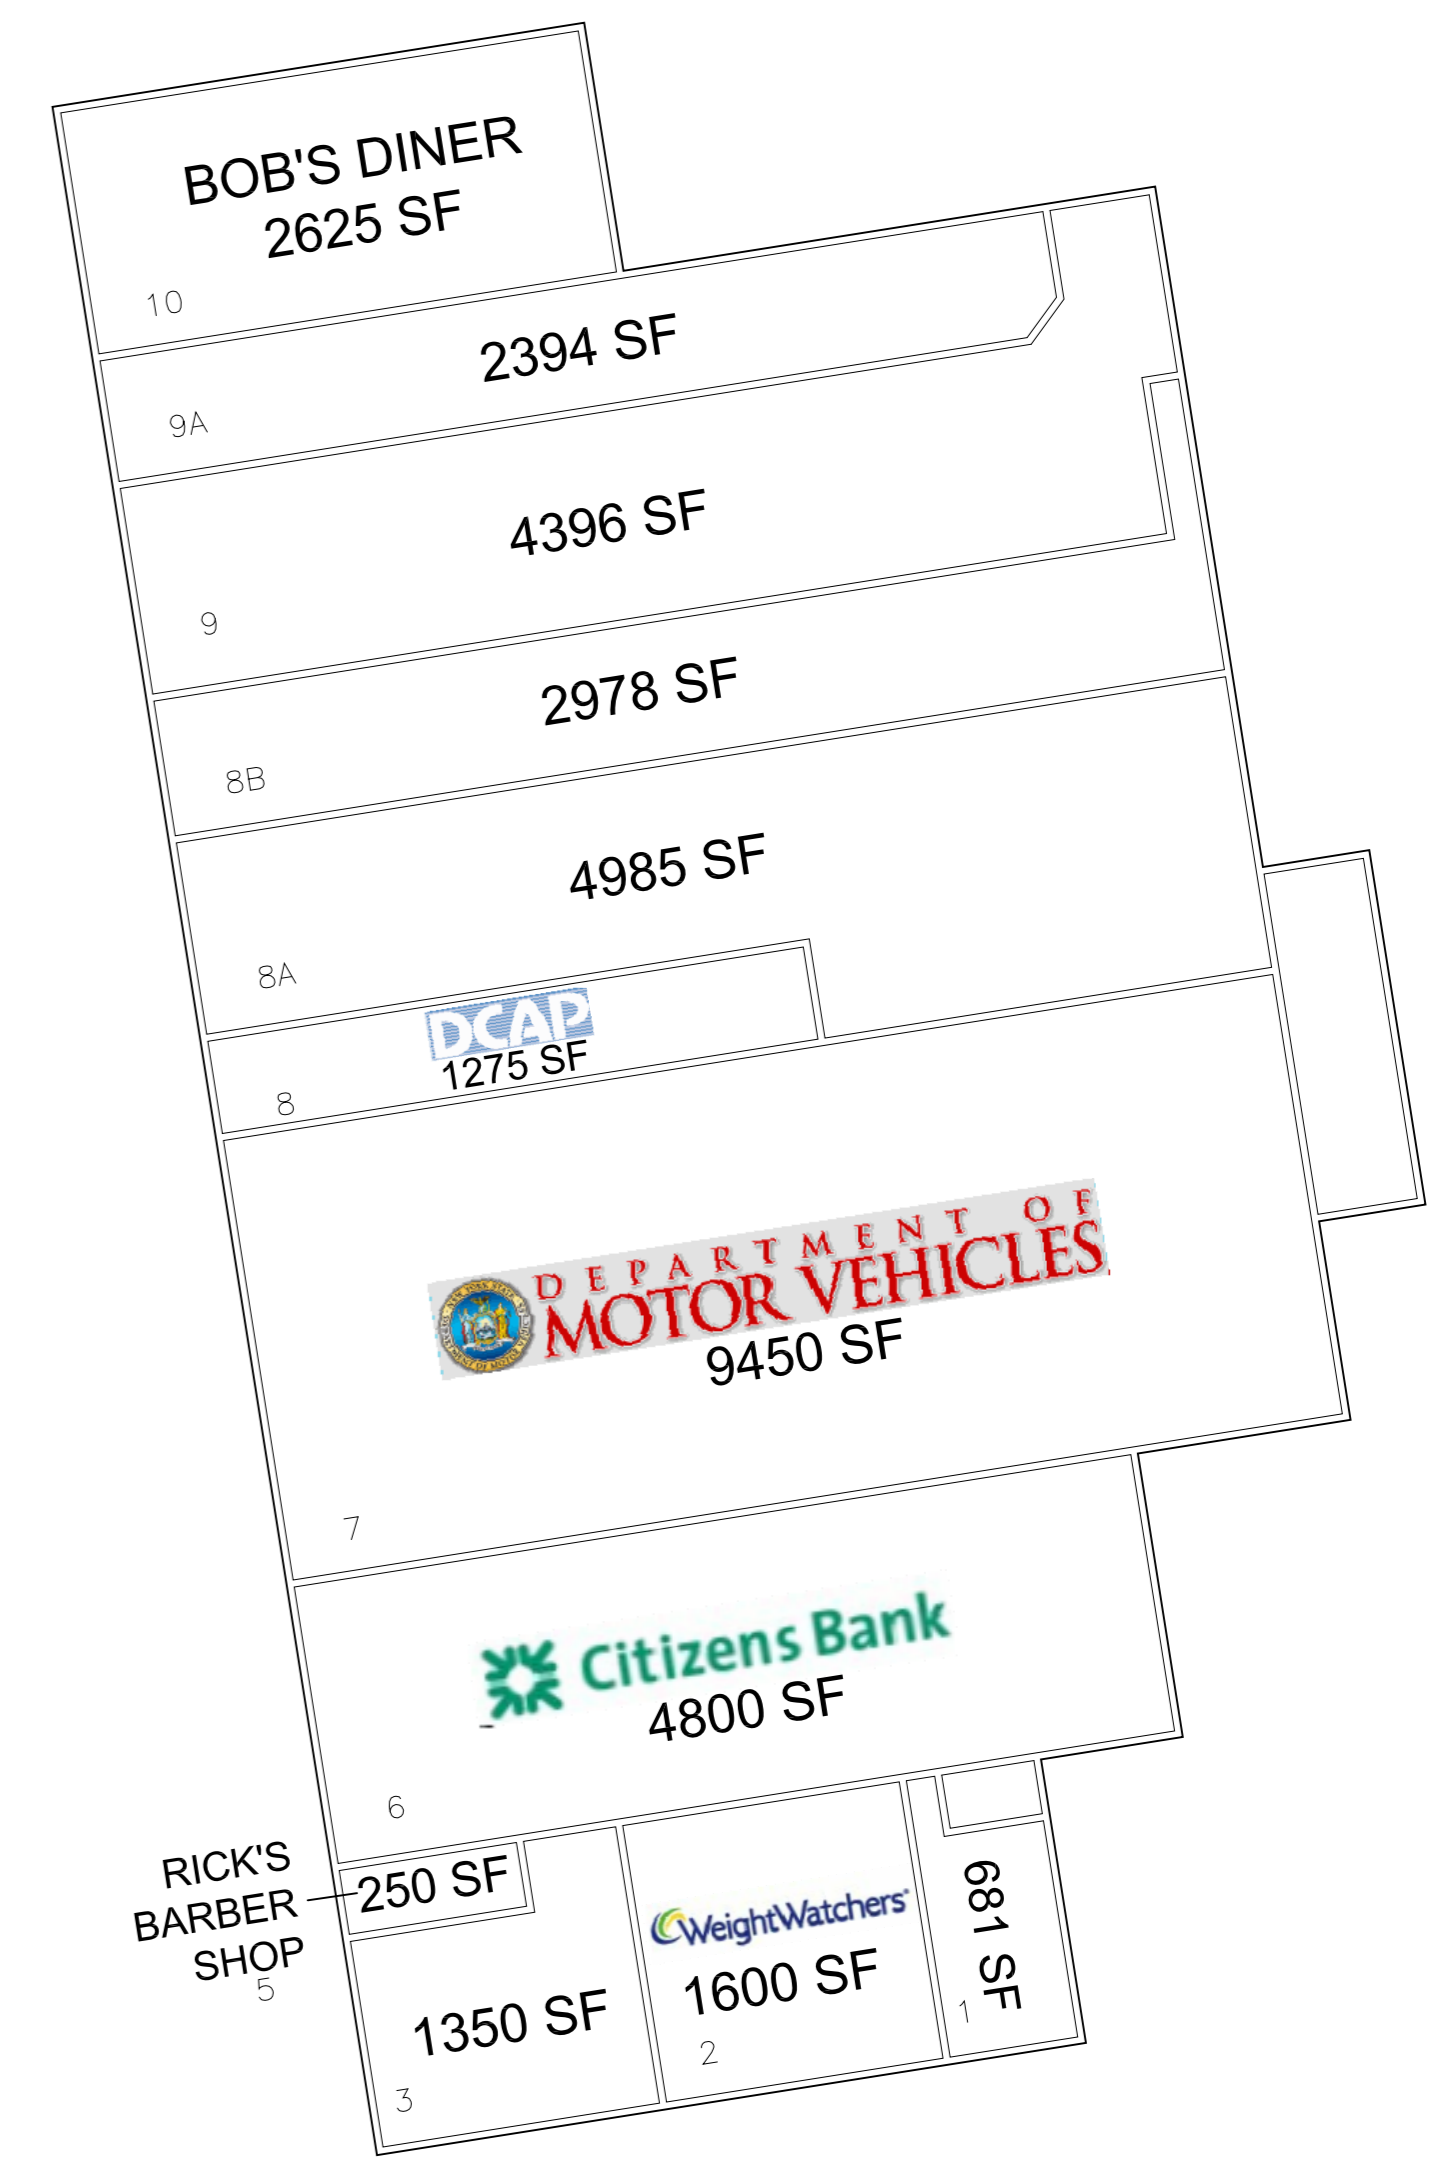 BOB'S DINER
2625 SF
10
2394 SF
9A
4396 SF
9
2978 SF
8B
4985 SF
8A
DCAP
1275 SF
8
DEPARTMENT OF
MOTOR VEHICLES
9450 SF
7
Citizens Bank
4800 SF
6
RICK'S
BARBER
SHOP
5
250 SF
1350 SF
3
WeightWatchers
1600 SF
2
681 SF
1